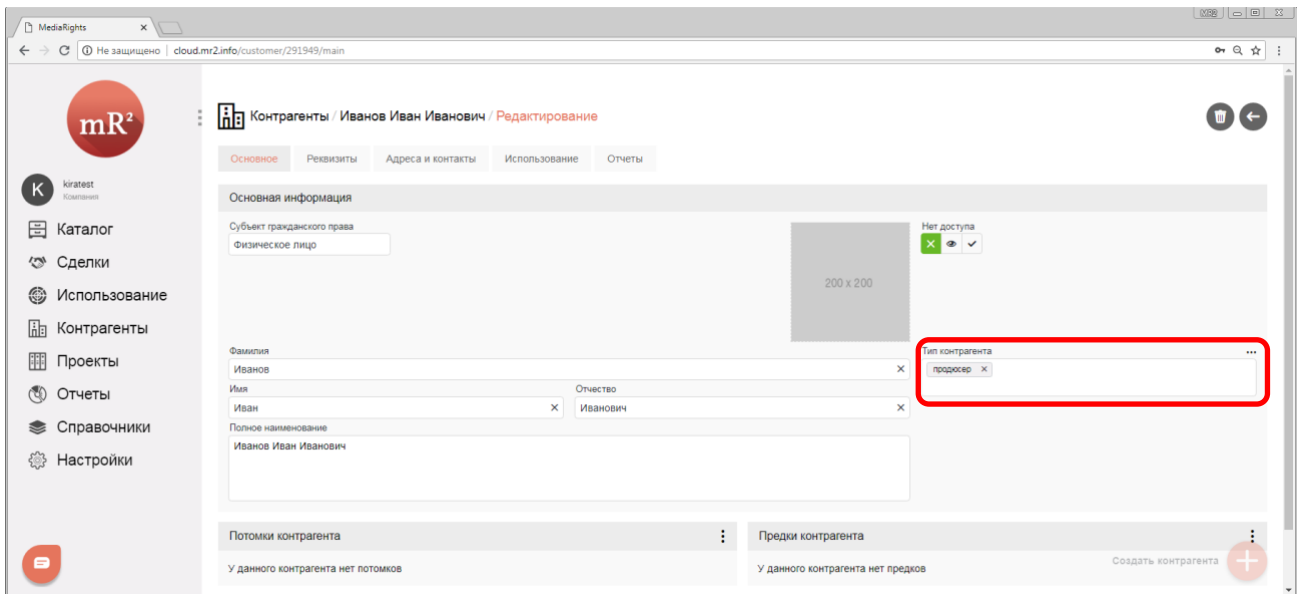 MR2
MediaRights
Не защищено | cloud.mr2.info/customer/291949/main
mR²
Контрагенты / Иванов Иван Иванович / Редактирование
Основное Реквизиты Адреса и контакты Использование Отчеты
K kiratest
Компания
Основная информация
Каталог
Сделки
Использование
Контрагенты
Проекты
Отчеты
Справочники
Настройки
Субъект гражданского права
Физическое лицо
200 x 200
Нет доступа
Фамилия
Иванов
Имя
Иван
Отчество
Иванович
Полное наименование
Иванов Иван Иванович
Тип контрагента
продюсер
Потомки контрагента
У данного контрагента нет потомков
Предки контрагента
У данного контрагента нет предков
Создать контрагента